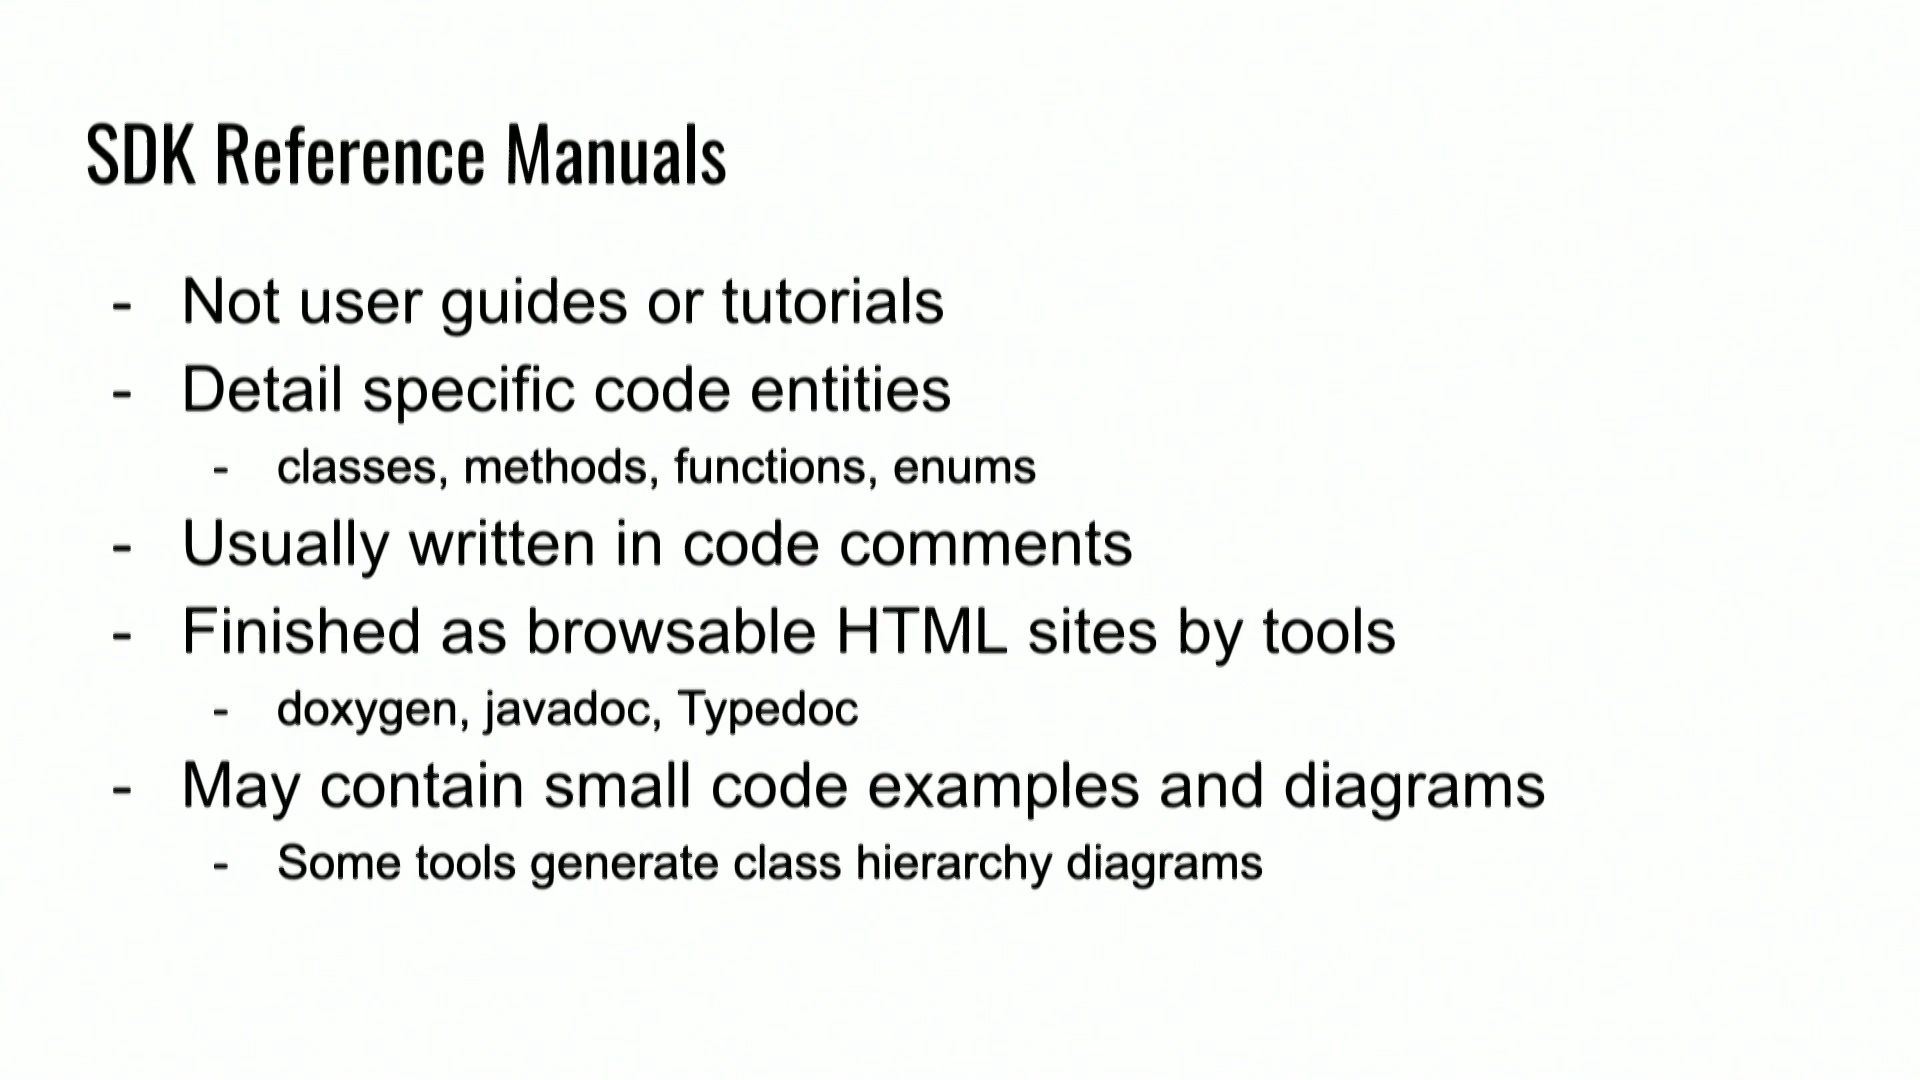 SDK Reference Manuals
- Not user guides or tutorials
- Detail specific code entities
- classes, methods, functions, enums
- Usually written in code comments
- Finished as browsable HTML sites by tools
- doxygen, javadoc, Typedoc
- May contain small code examples and diagrams
- Some tools generate class hierarchy diagrams